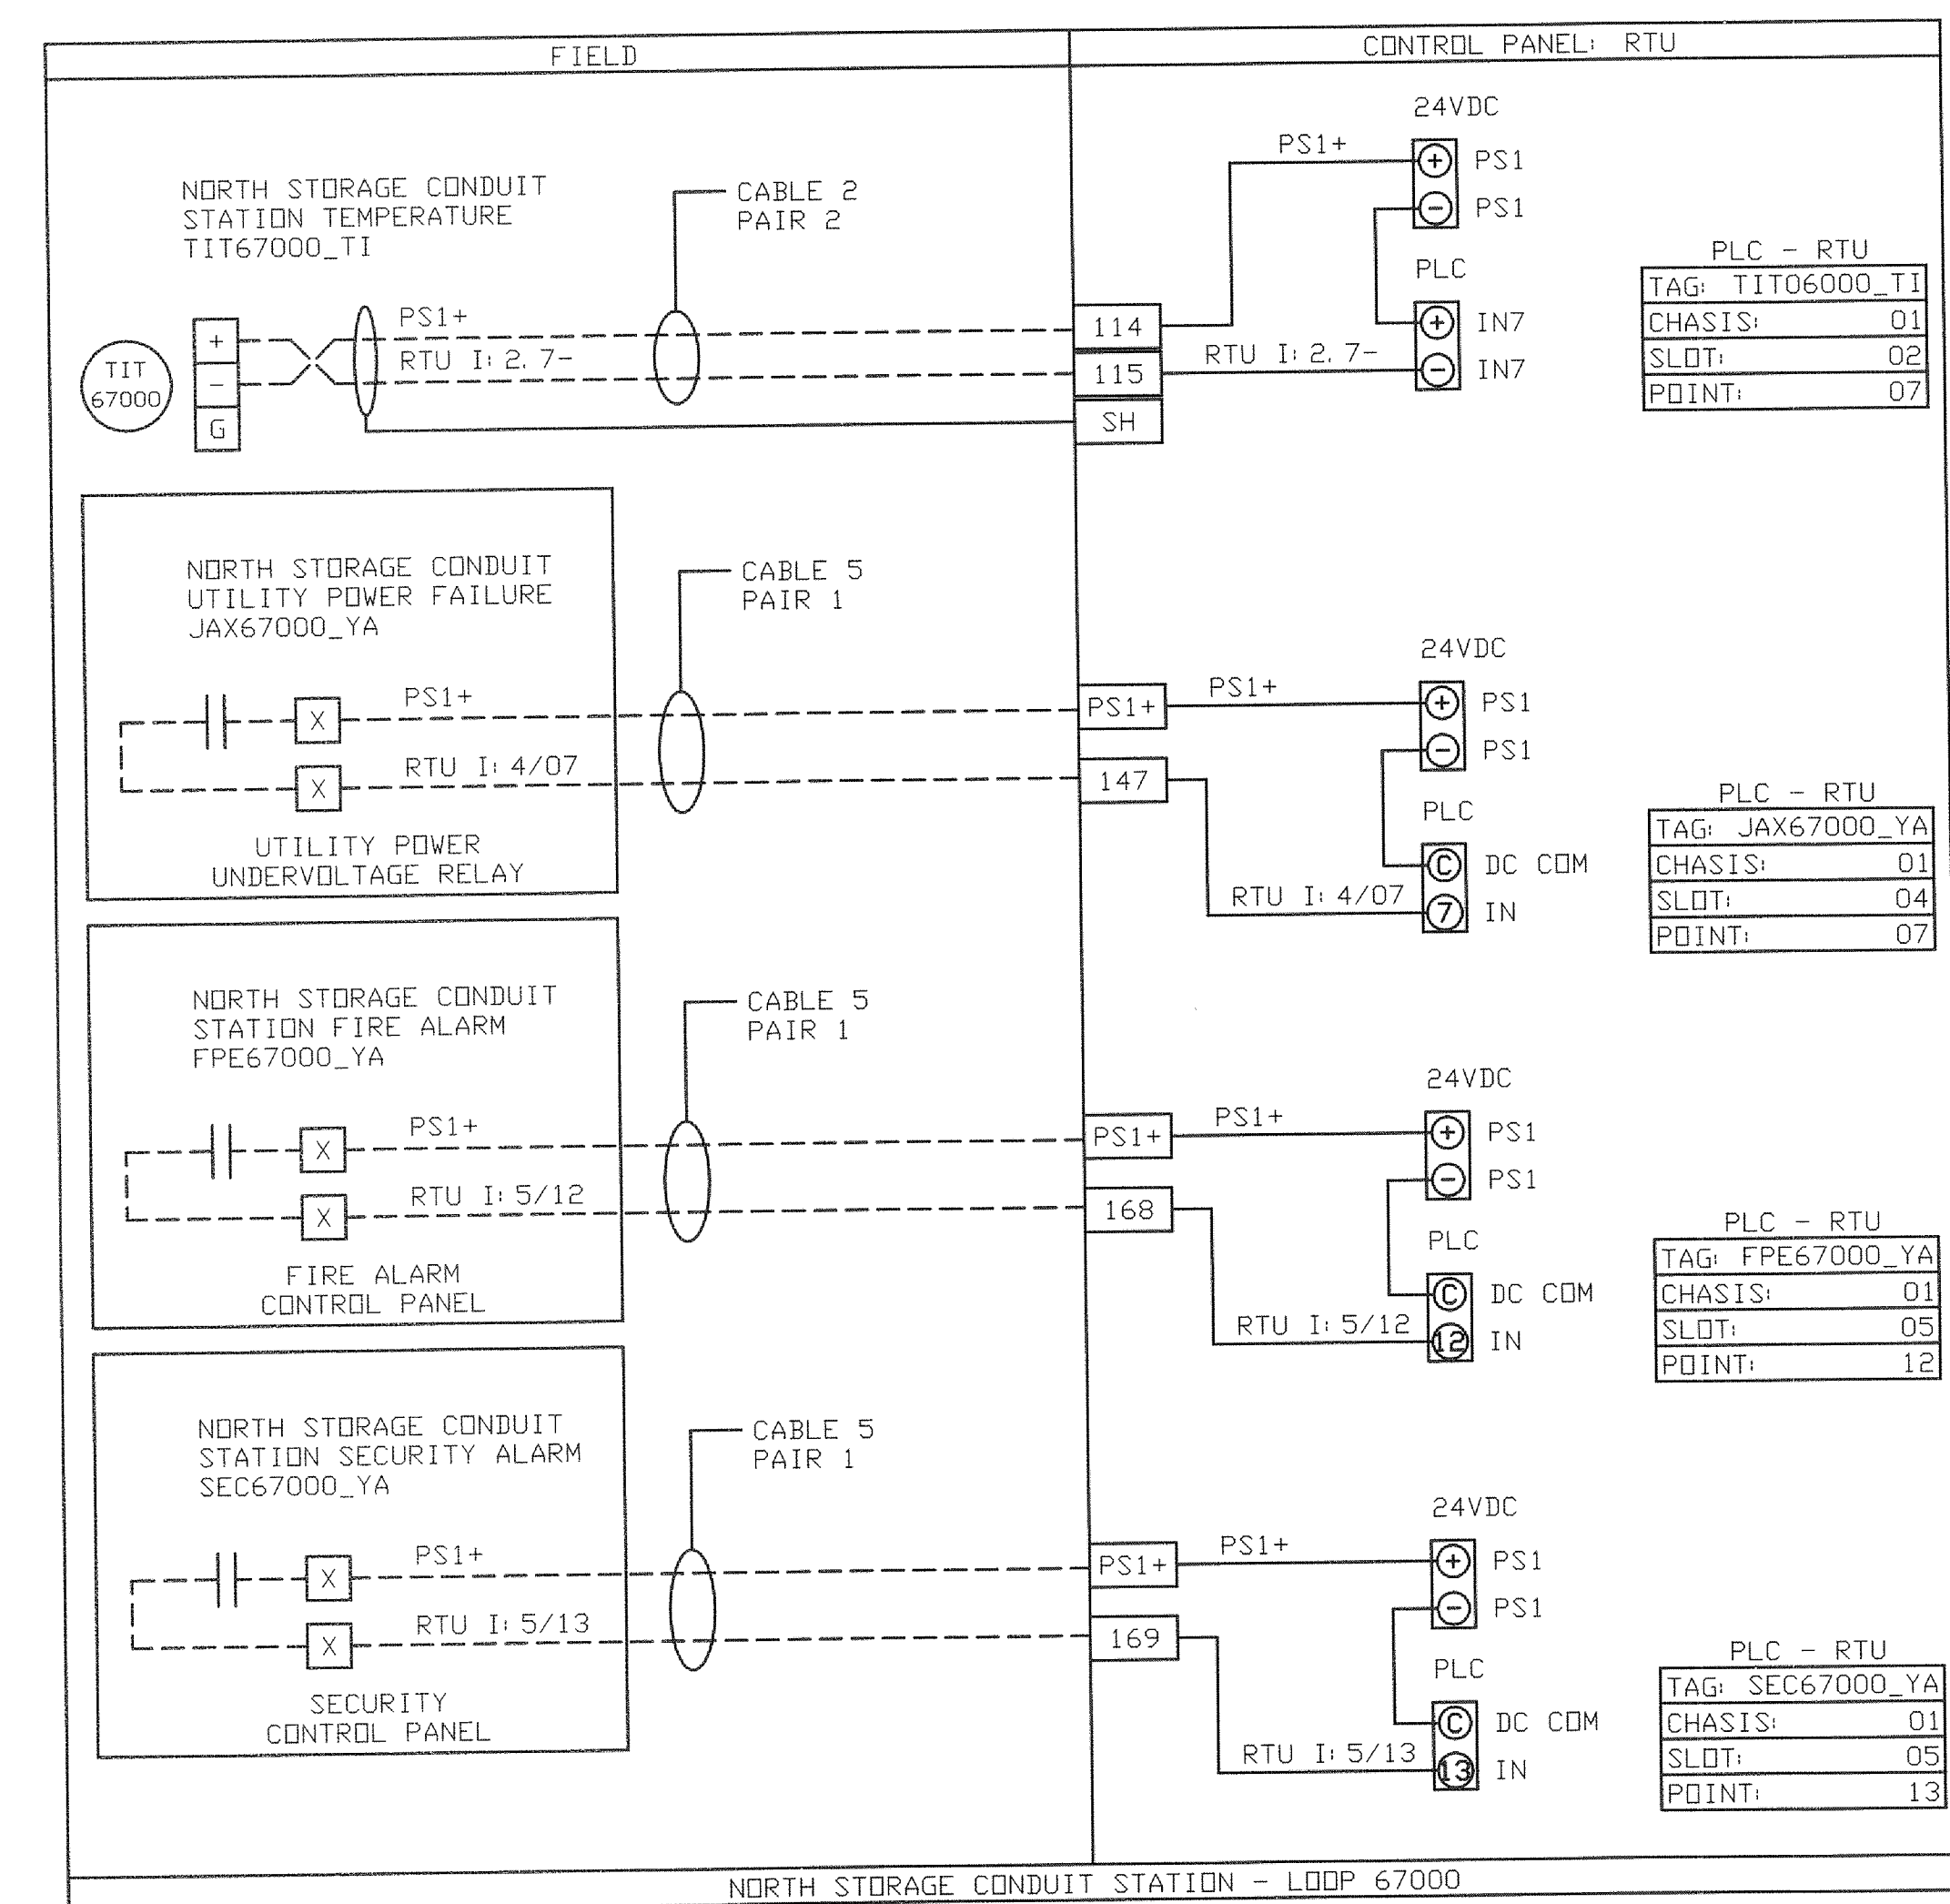 FIELD
CONTROL PANEL: RTU
NORTH STORAGE CONDUIT
STATION TEMPERATURE
TIT67000_TI
CABLE 2
PAIR 2
TIT
67000
+
-
G
PS1+
RTU I: 2.7-
114
115
SH
PS1+
RTU I: 2.7-
24VDC
+ PS1
- PS1
PLC
+ IN7
- IN7
PLC - RTU
TAG: TIT06000_TI
CHASIS: 01
SLOT: 02
POINT: 07
NORTH STORAGE CONDUIT
UTILITY POWER FAILURE
JAX67000_YA
CABLE 5
PAIR 1
X
PS1+
X
RTU I: 4/07
UTILITY POWER
UNDERVOLTAGE RELAY
PS1+
147
PS1+
RTU I: 4/07
24VDC
+ PS1
- PS1
PLC
C DC COM
7 IN
PLC - RTU
TAG: JAX67000_YA
CHASIS: 01
SLOT: 04
POINT: 07
NORTH STORAGE CONDUIT
STATION FIRE ALARM
FPE67000_YA
CABLE 5
PAIR 1
X
PS1+
X
RTU I: 5/12
FIRE ALARM
CONTROL PANEL
PS1+
168
PS1+
RTU I: 5/12
24VDC
+ PS1
- PS1
PLC
C DC COM
12 IN
PLC - RTU
TAG: FPE67000_YA
CHASIS: 01
SLOT: 05
POINT: 12
NORTH STORAGE CONDUIT
STATION SECURITY ALARM
SEC67000_YA
CABLE 5
PAIR 1
X
PS1+
X
RTU I: 5/13
SECURITY
CONTROL PANEL
PS1+
169
PS1+
RTU I: 5/13
24VDC
+ PS1
- PS1
PLC
C DC COM
13 IN
PLC - RTU
TAG: SEC67000_YA
CHASIS: 01
SLOT: 05
POINT: 13
NORTH STORAGE CONDUIT STATION - LOOP 67000